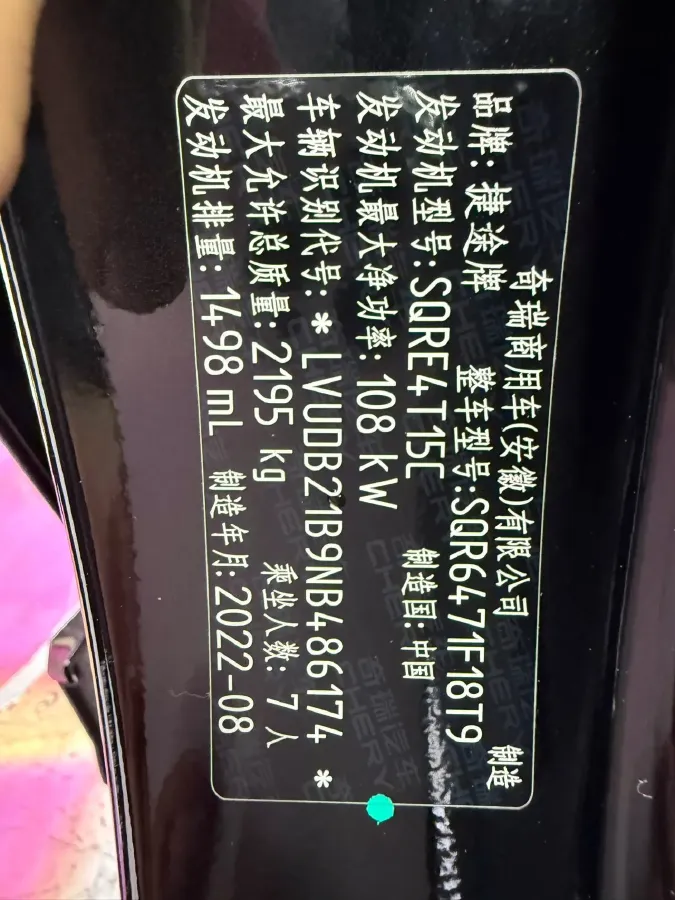 奇瑞商用车(安徽)有限公司 制造
品牌: 捷途牌 整车型号:SQR6471F18T9
发动机型号:SQRE4T15C 制造国: 中国
发动机最大净功率: 108 kW
车辆识别代号: * LVUDB21B9NB486174 *
最大允许总质量: 2195 kg 乘坐人数: 7 人
发动机排量: 1498 mL 制造年月: 2022-08